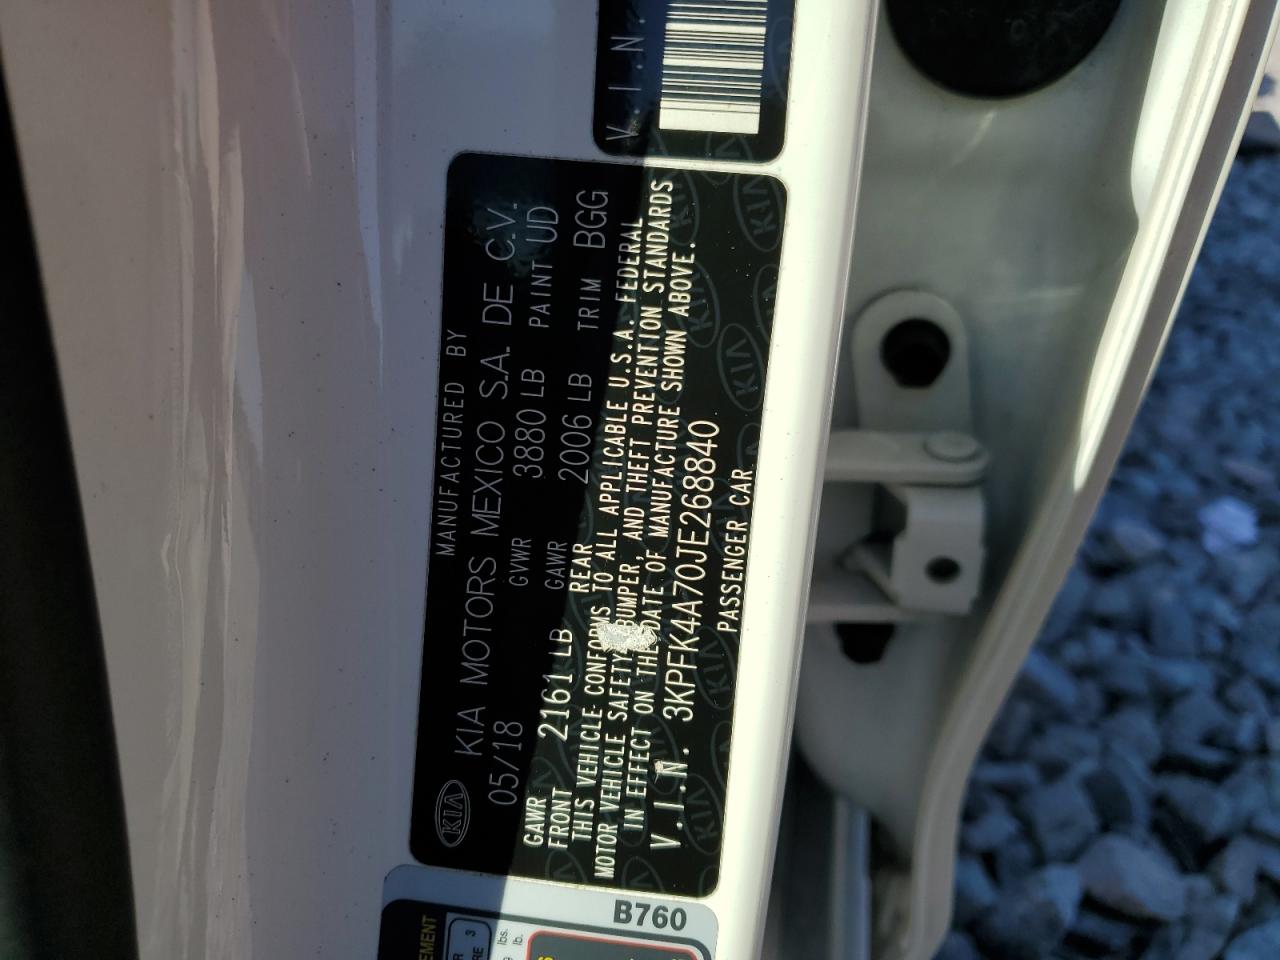 V.I.N.
KIA
MANUFACTURED BY
KIA MOTORS MEXICO S.A. DE C.V.
05/18 GVWR 3880 LB PAINT UD
GAWR FRONT 2161 LB GAWR REAR 2006 LB TRIM BGG
THIS VEHICLE CONFORMS TO ALL APPLICABLE U.S.A. FEDERAL
MOTOR VEHICLE SAFETY, BUMPER, AND THEFT PREVENTION STANDARDS
IN EFFECT ON THE DATE OF MANUFACTURE SHOWN ABOVE.
V.I.N. 3KPFK4A70JE268840
PASSENGER CAR
B760